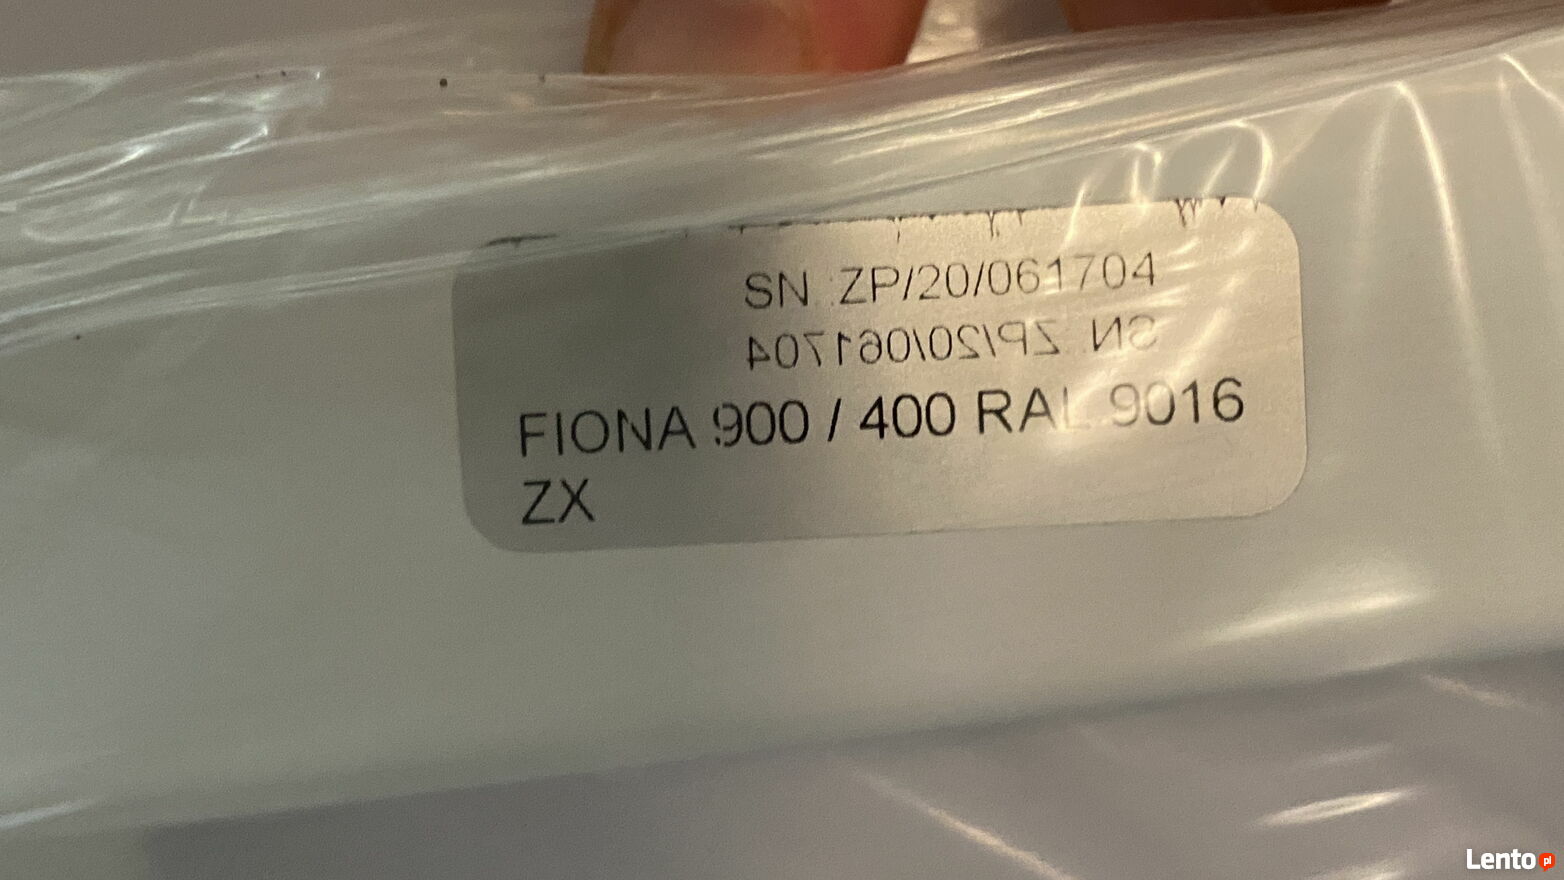 SN ZP/20/061704
SN ZP/20/061704
FIONA 900 / 400 RAL 9016
ZX
Lento pl